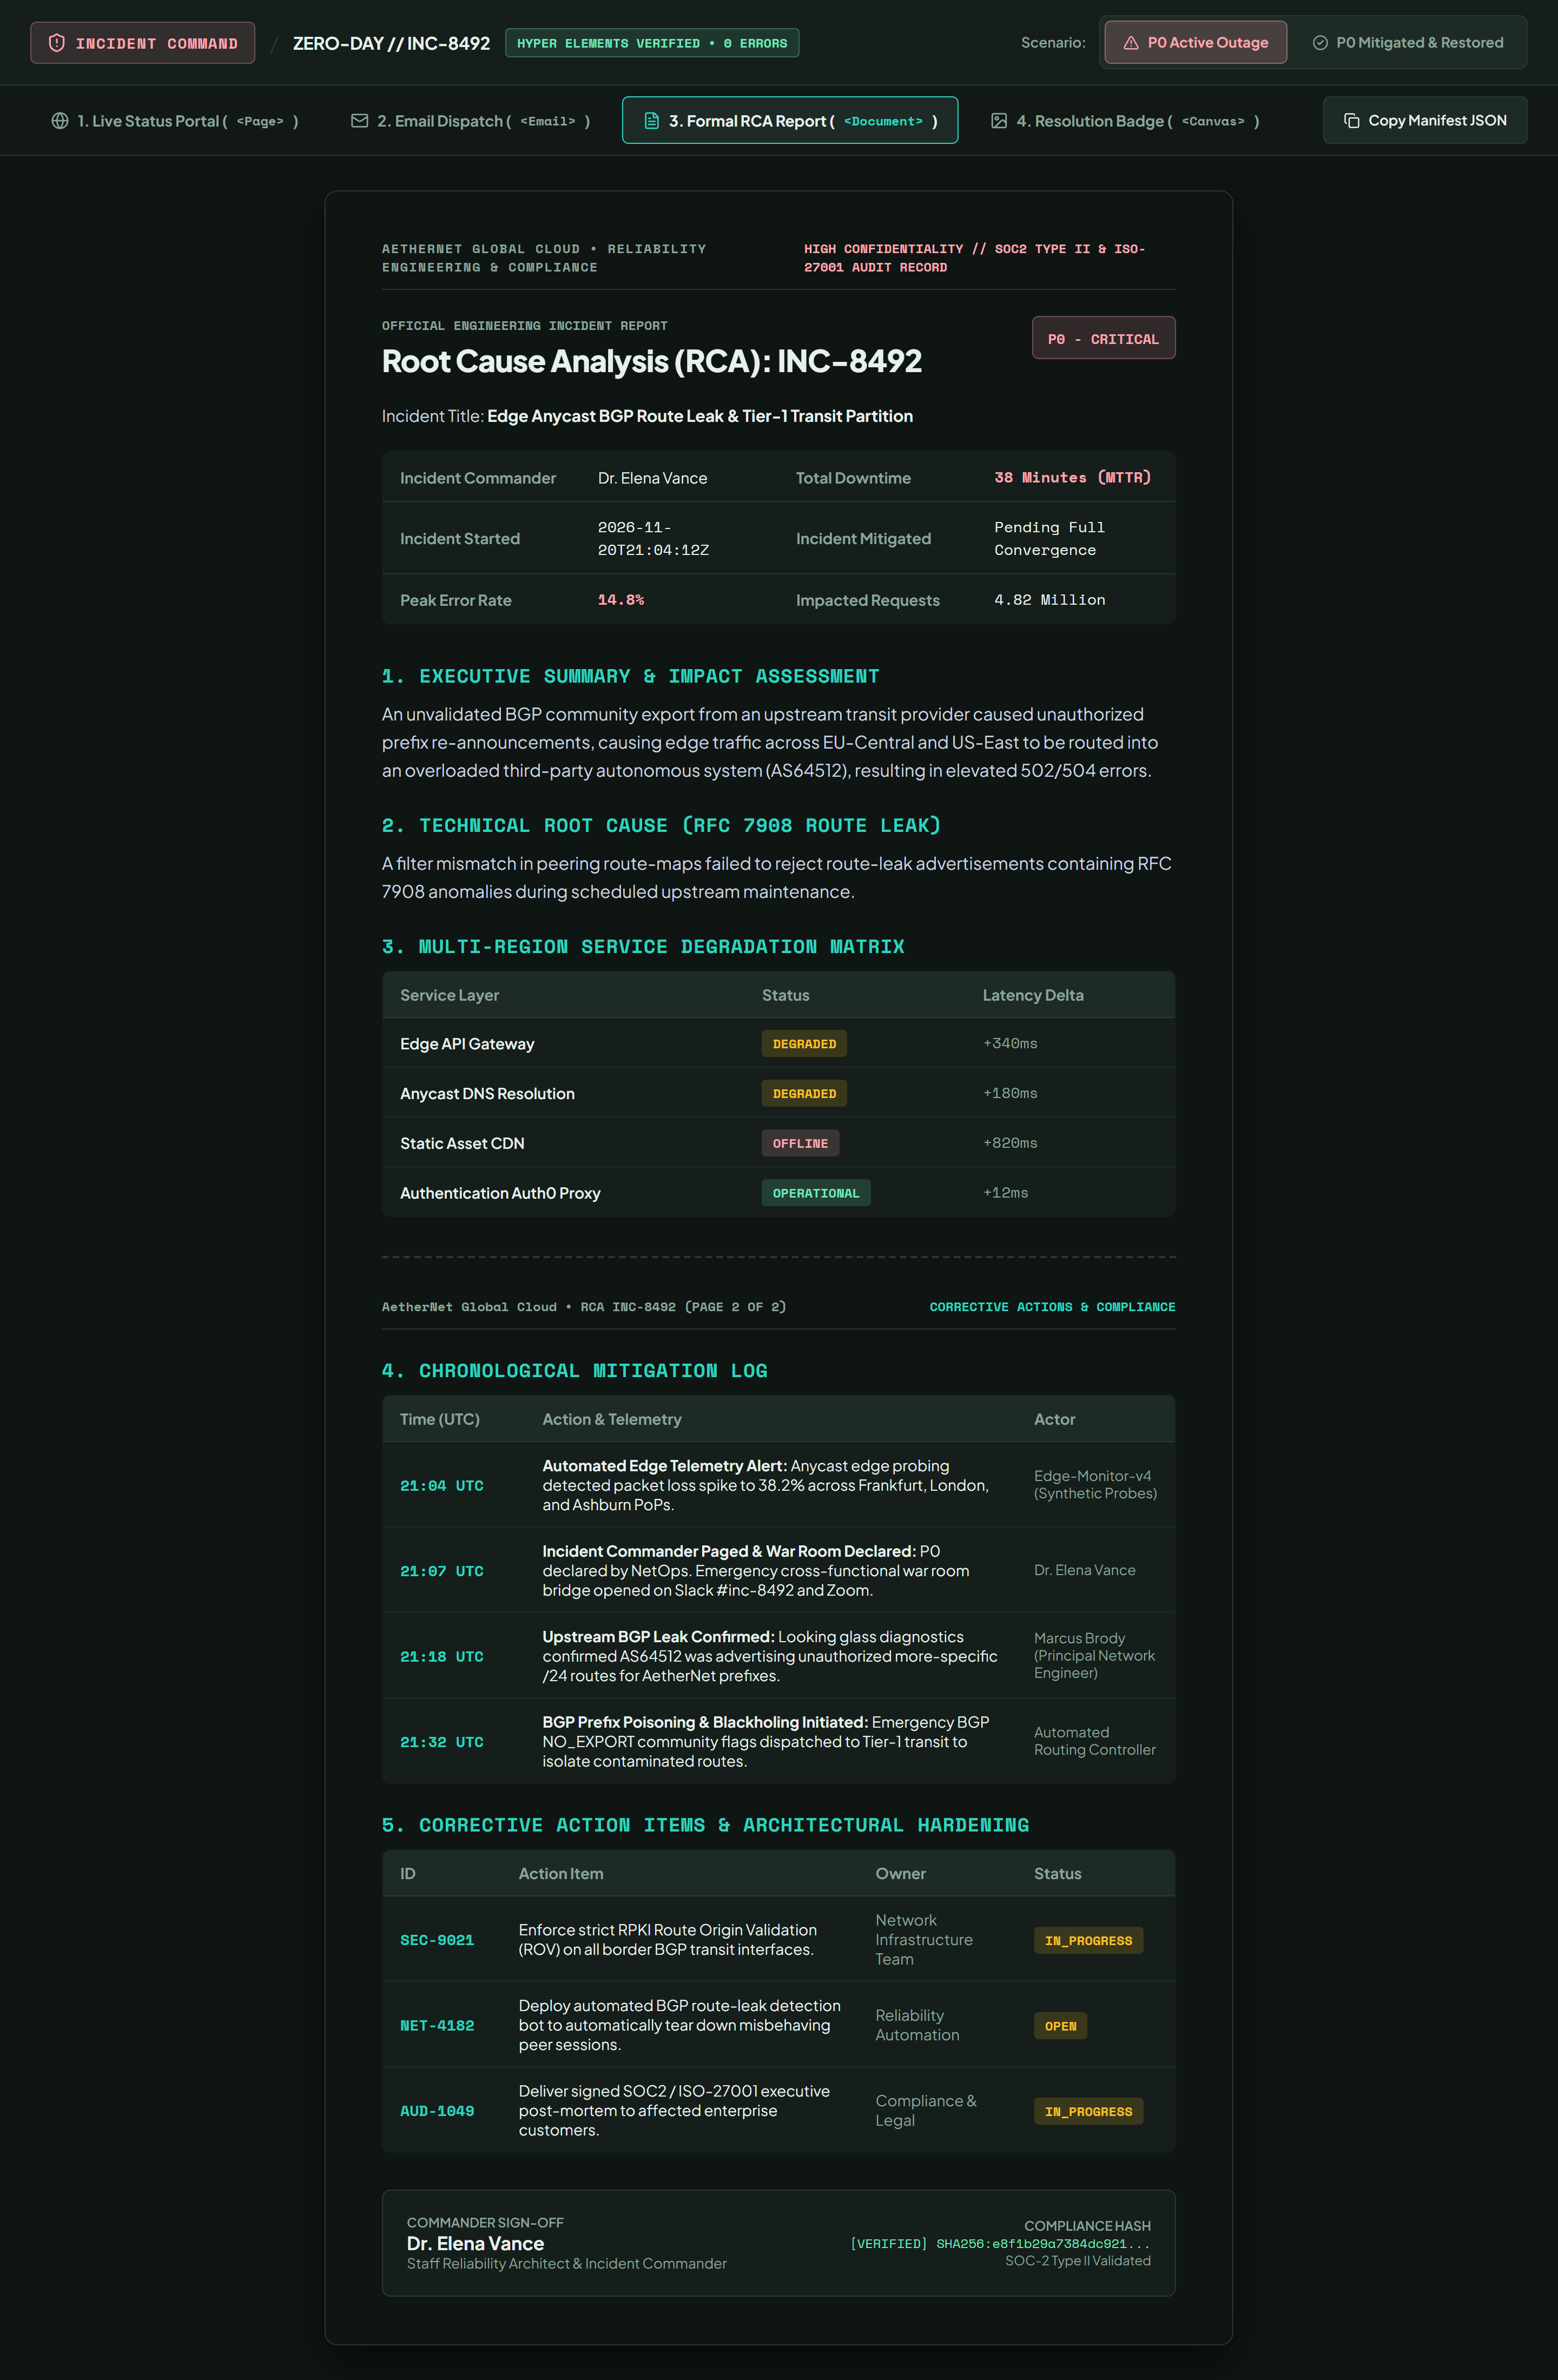 INCIDENT COMMAND / ZERO-DAY // INC-8492 HYPER ELEMENTS VERIFIED • 0 ERRORS Scenario: P0 Active Outage P0 Mitigated & Restored
1. Live Status Portal ( <Page> ) 2. Email Dispatch ( <Email> ) 3. Formal RCA Report ( <Document> ) 4. Resolution Badge ( <Canvas> ) Copy Manifest JSON
AETHERNET GLOBAL CLOUD • RELIABILITY
ENGINEERING & COMPLIANCE
HIGH CONFIDENTIALITY // SOC2 TYPE II & ISO-
27001 AUDIT RECORD
OFFICIAL ENGINEERING INCIDENT REPORT
Root Cause Analysis (RCA): INC-8492
P0 - CRITICAL
Incident Title: Edge Anycast BGP Route Leak & Tier-1 Transit Partition
Incident Commander Dr. Elena Vance Total Downtime 38 Minutes (MTTR)
Incident Started
2026-11-
20T21:04:12Z
Incident Mitigated
Pending Full
Convergence
Peak Error Rate 14.8% Impacted Requests 4.82 Million
1. EXECUTIVE SUMMARY & IMPACT ASSESSMENT
An unvalidated BGP community export from an upstream transit provider caused unauthorized
prefix re-announcements, causing edge traffic across EU-Central and US-East to be routed into
an overloaded third-party autonomous system (AS64512), resulting in elevated 502/504 errors.
2. TECHNICAL ROOT CAUSE (RFC 7908 ROUTE LEAK)
A filter mismatch in peering route-maps failed to reject route-leak advertisements containing RFC
7908 anomalies during scheduled upstream maintenance.
3. MULTI-REGION SERVICE DEGRADATION MATRIX
Service Layer Status Latency Delta
Edge API Gateway DEGRADED +340ms
Anycast DNS Resolution DEGRADED +180ms
Static Asset CDN OFFLINE +820ms
Authentication Auth0 Proxy OPERATIONAL +12ms
AetherNet Global Cloud • RCA INC-8492 (PAGE 2 OF 2) CORRECTIVE ACTIONS & COMPLIANCE
4. CHRONOLOGICAL MITIGATION LOG
Time (UTC) Action & Telemetry Actor
21:04 UTC
Automated Edge Telemetry Alert: Anycast edge probing
detected packet loss spike to 38.2% across Frankfurt, London,
and Ashburn PoPs.
Edge-Monitor-v4
(Synthetic Probes)
21:07 UTC
Incident Commander Paged & War Room Declared: P0
declared by NetOps. Emergency cross-functional war room
bridge opened on Slack #inc-8492 and Zoom.
Dr. Elena Vance
21:18 UTC
Upstream BGP Leak Confirmed: Looking glass diagnostics
confirmed AS64512 was advertising unauthorized more-specific
/24 routes for AetherNet prefixes.
Marcus Brody
(Principal Network
Engineer)
21:32 UTC
BGP Prefix Poisoning & Blackholing Initiated: Emergency BGP
NO_EXPORT community flags dispatched to Tier-1 transit to
isolate contaminated routes.
Automated
Routing Controller
5. CORRECTIVE ACTION ITEMS & ARCHITECTURAL HARDENING
ID Action Item Owner Status
SEC-9021
Enforce strict RPKI Route Origin Validation
(ROV) on all border BGP transit interfaces.
Network
Infrastructure
Team
IN_PROGRESS
NET-4182
Deploy automated BGP route-leak detection
bot to automatically tear down misbehaving
peer sessions.
Reliability
Automation
OPEN
AUD-1049
Deliver signed SOC2 / ISO-27001 executive
post-mortem to affected enterprise
customers.
Compliance &
Legal
IN_PROGRESS
COMMANDER SIGN-OFF
Dr. Elena Vance
Staff Reliability Architect & Incident Commander
COMPLIANCE HASH
[VERIFIED] SHA256:e8f1b29a7384dc921...
SOC-2 Type II Validated